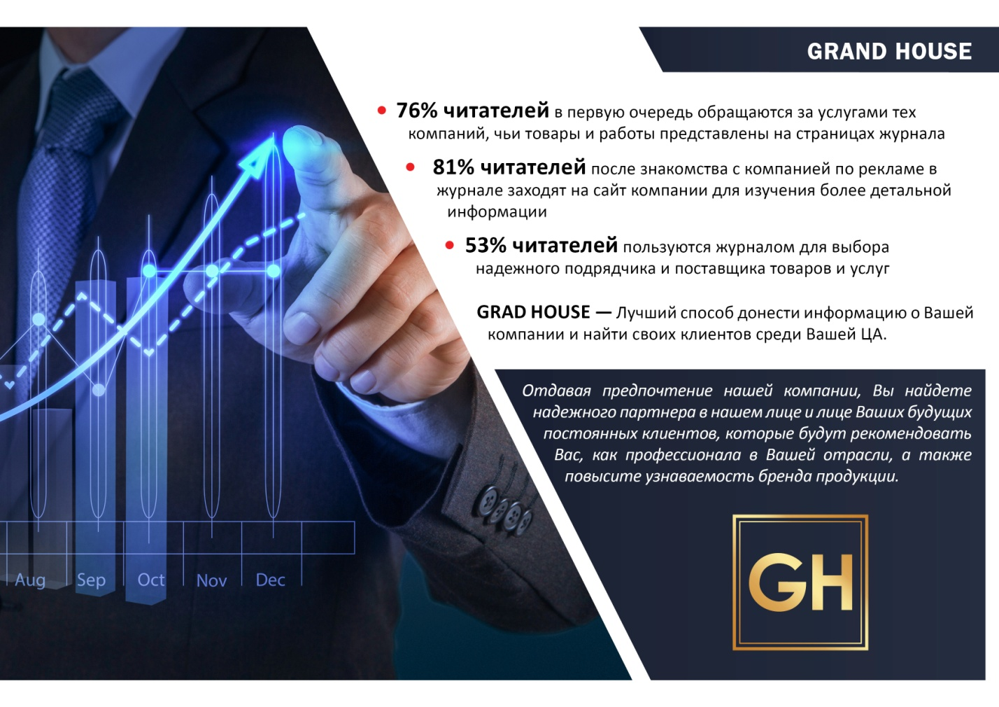 GRAND HOUSE
• 76% читателей в первую очередь обращаются за услугами тех
компаний, чьи товары и работы представлены на страницах журнала
• 81% читателей после знакомства с компанией по рекламе в
журнале заходят на сайт компании для изучения более детальной
информации
• 53% читателей пользуются журналом для выбора
надежного подрядчика и поставщика товаров и услуг
GRAD HOUSE — Лучший способ донести информацию о Вашей
компании и найти своих клиентов среди Вашей ЦА.
Отдавая предпочтение нашей компании, Вы найдете
надежного партнера в нашем лице и лице Ваших будущих
постоянных клиентов, которые будут рекомендовать
Вас, как профессионала в Вашей отрасли, а также
повысите узнаваемость бренда продукции.
GH
Aug Sep Oct Nov Dec